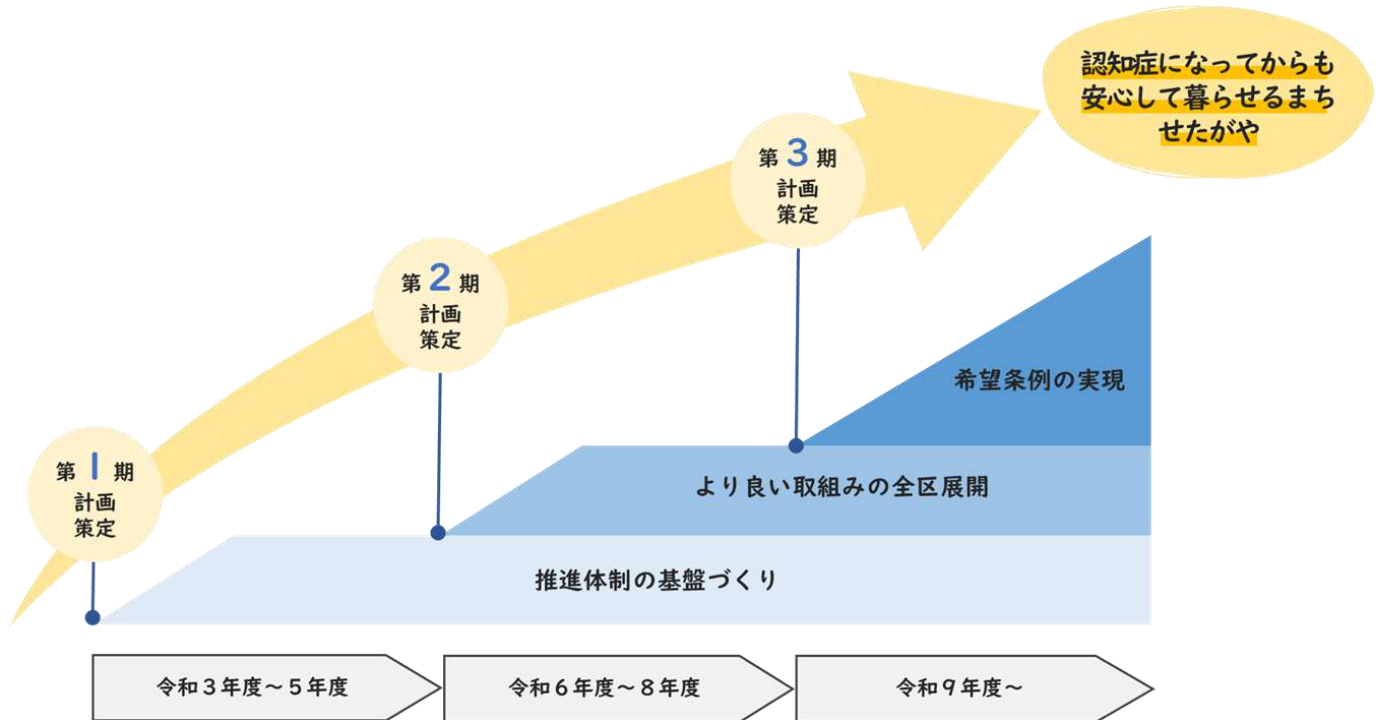 認知症になってからも
安心して暮らせるまち
せたがや
第3期
計画
策定
第2期
計画
策定
第1期
計画
策定
希望条例の実現
より良い取組みの全区展開
推進体制の基盤づくり
令和3年度～5年度
令和6年度～8年度
令和9年度～